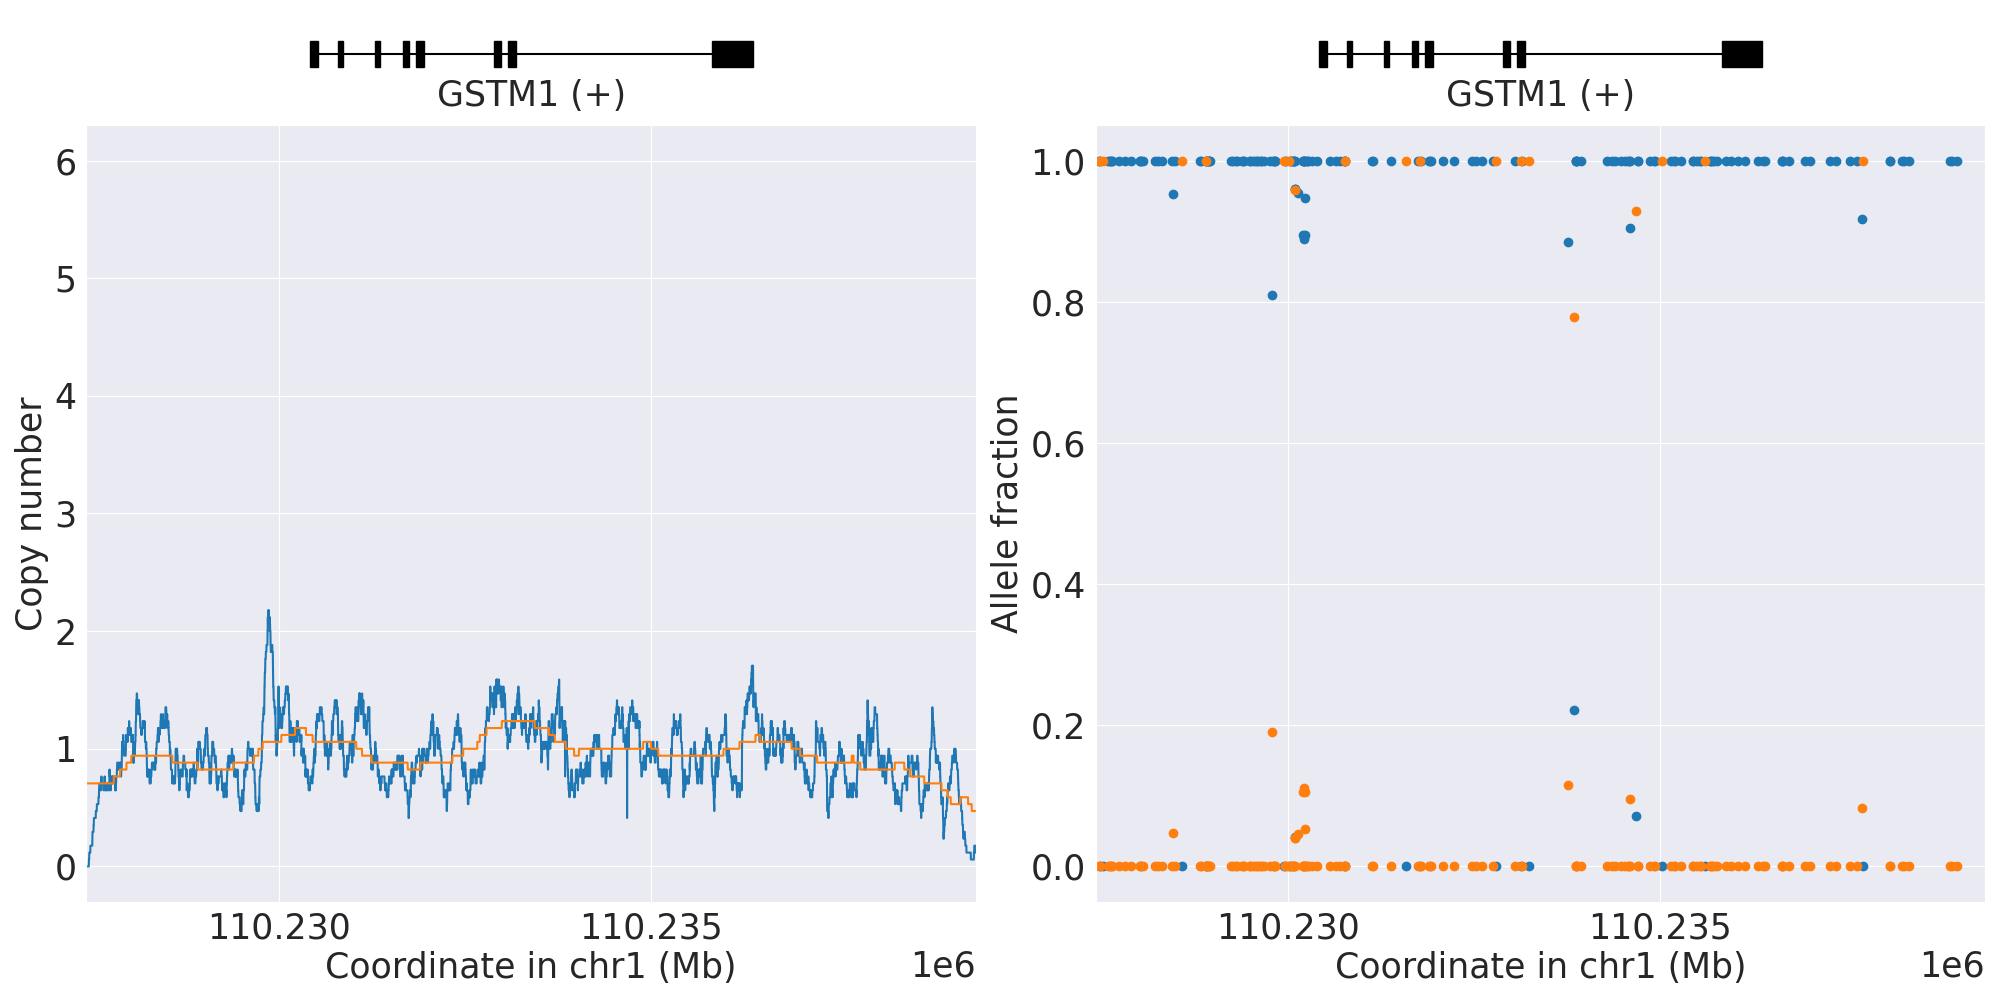 GSTM1 (+)
6
5
4
3
2
1
0
Copy number
110.230
110.235
Coordinate in chr1 (Mb)
1e6
GSTM1 (+)
1.0
0.8
0.6
0.4
0.2
0.0
Allele fraction
110.230
110.235
Coordinate in chr1 (Mb)
1e6